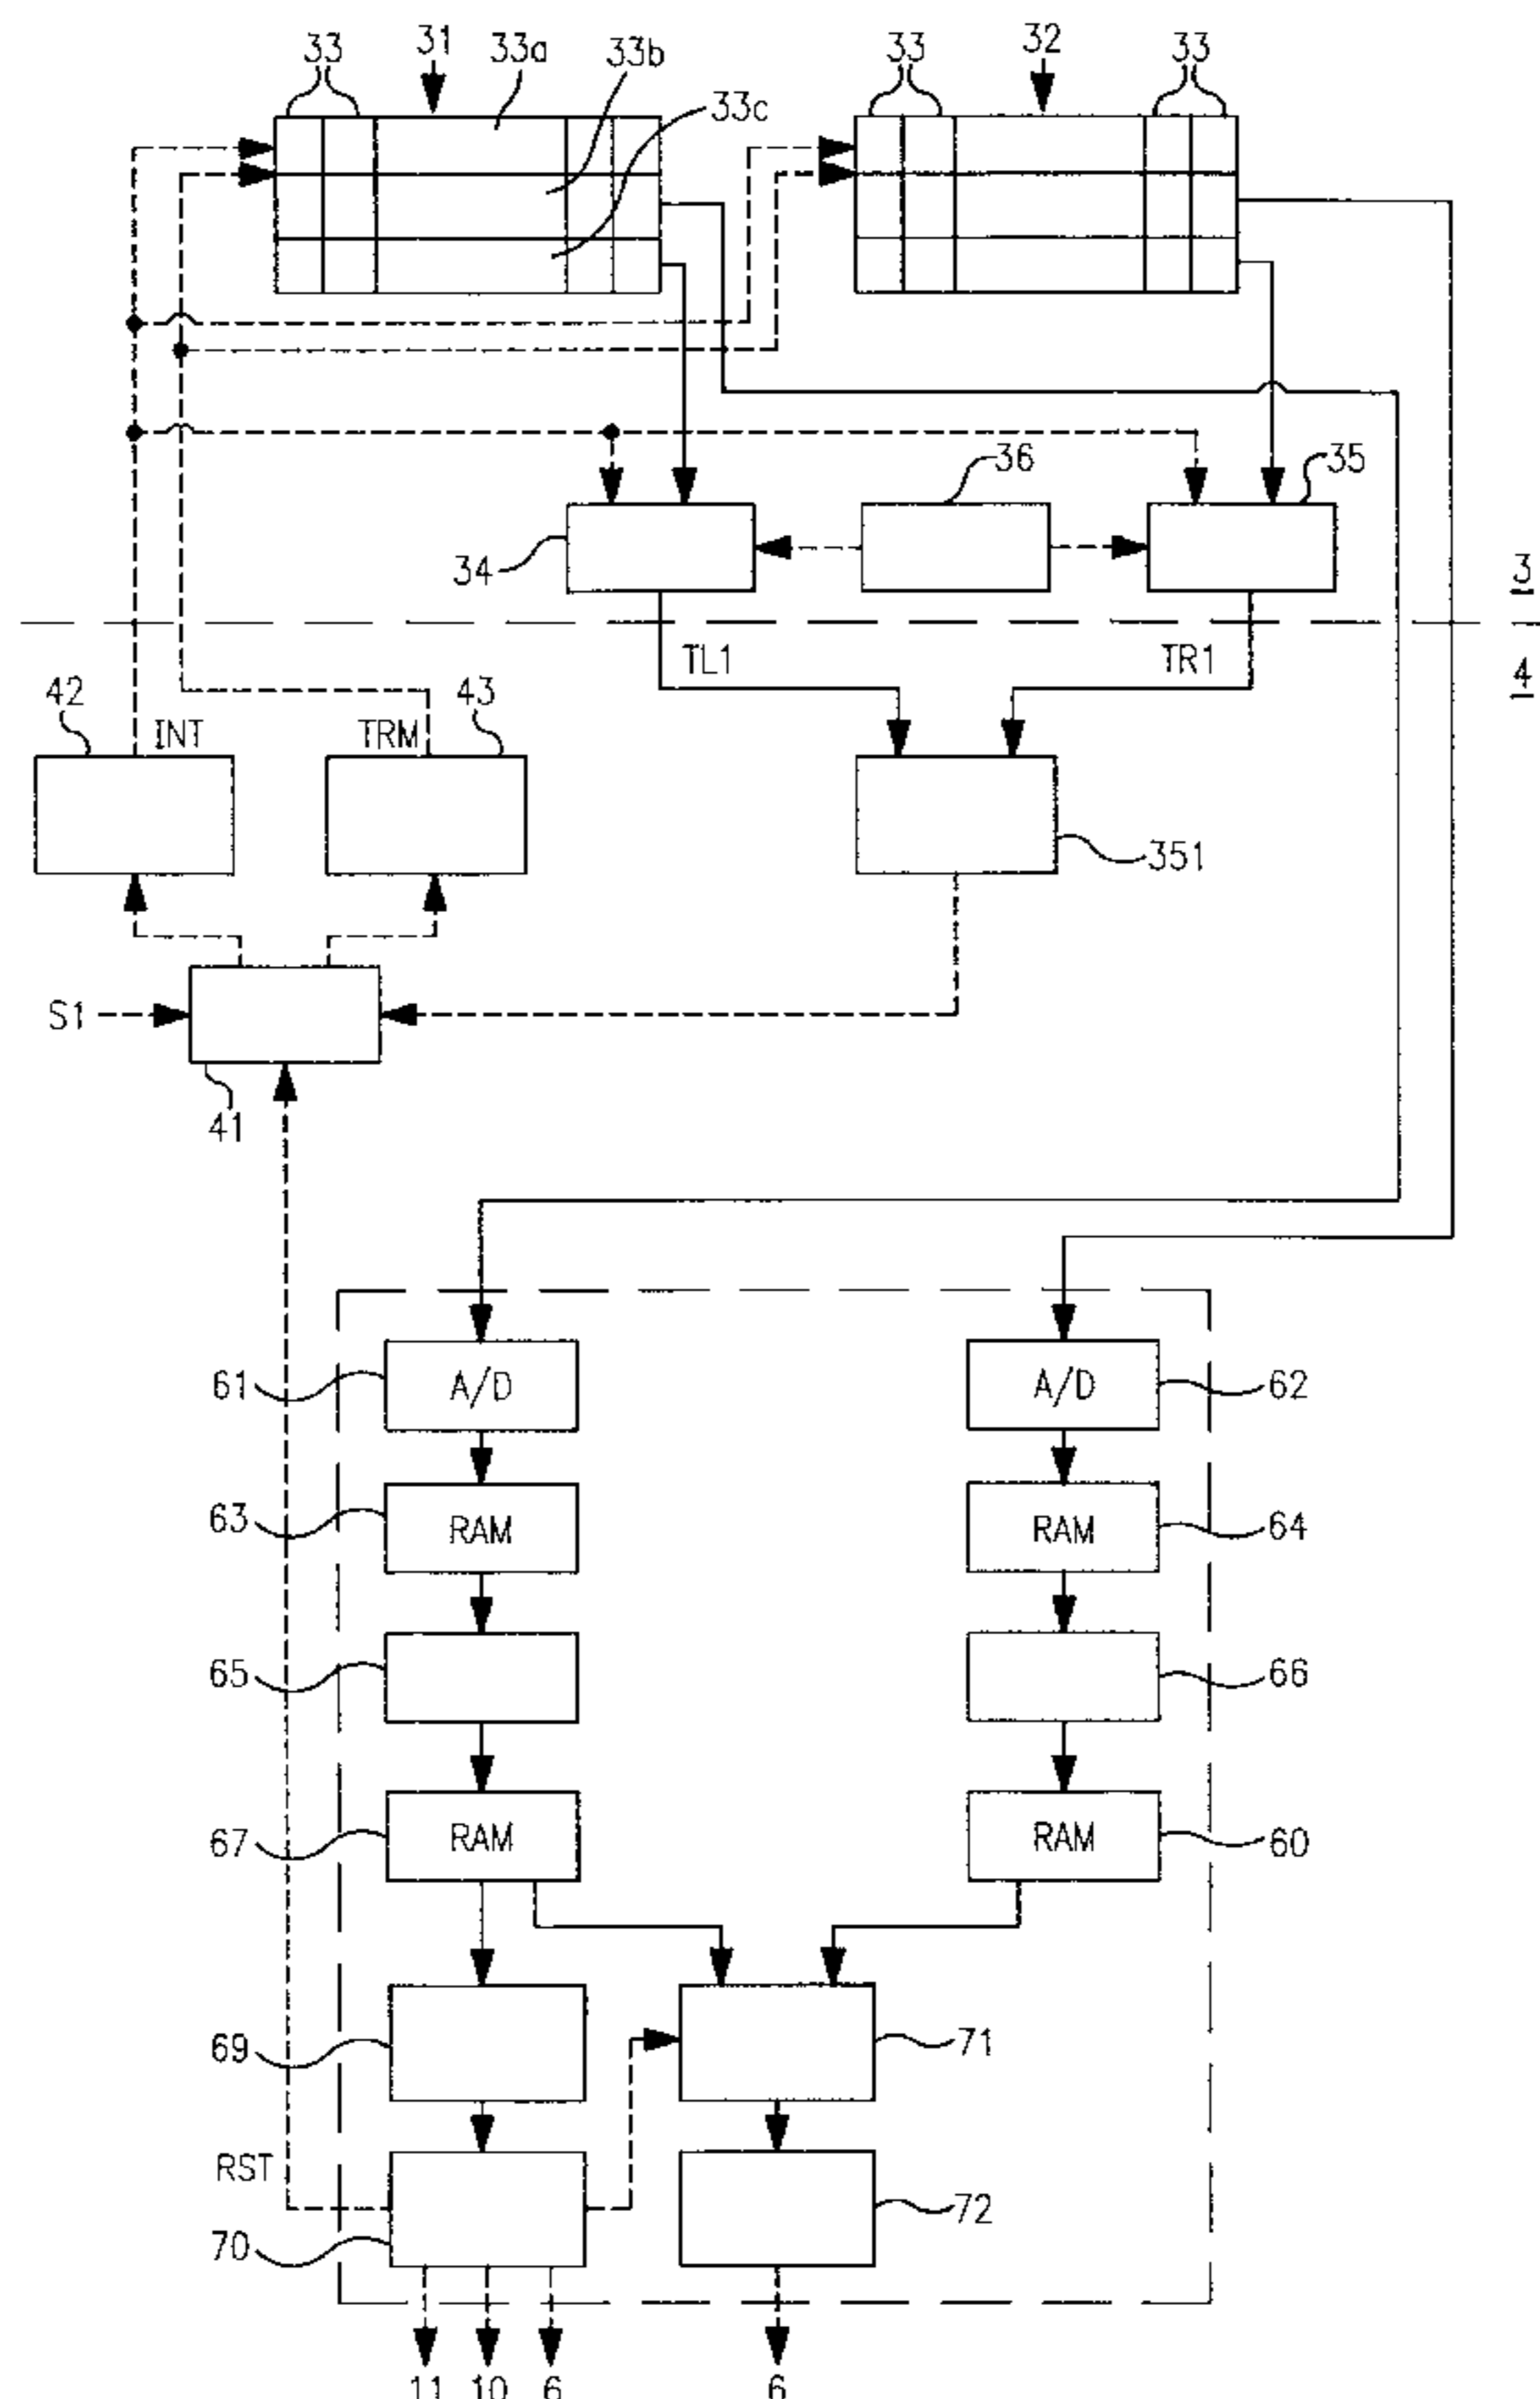 33 31 33a 33b 32 33
33c
36 35
34
3
TL1 TR1 4
42 INT TRM 43
351
S1
41
61 A/D A/D 62
63 RAM RAM 64
65 66
67 RAM RAM 60
69 71
RST
70 72
11 10 6 6